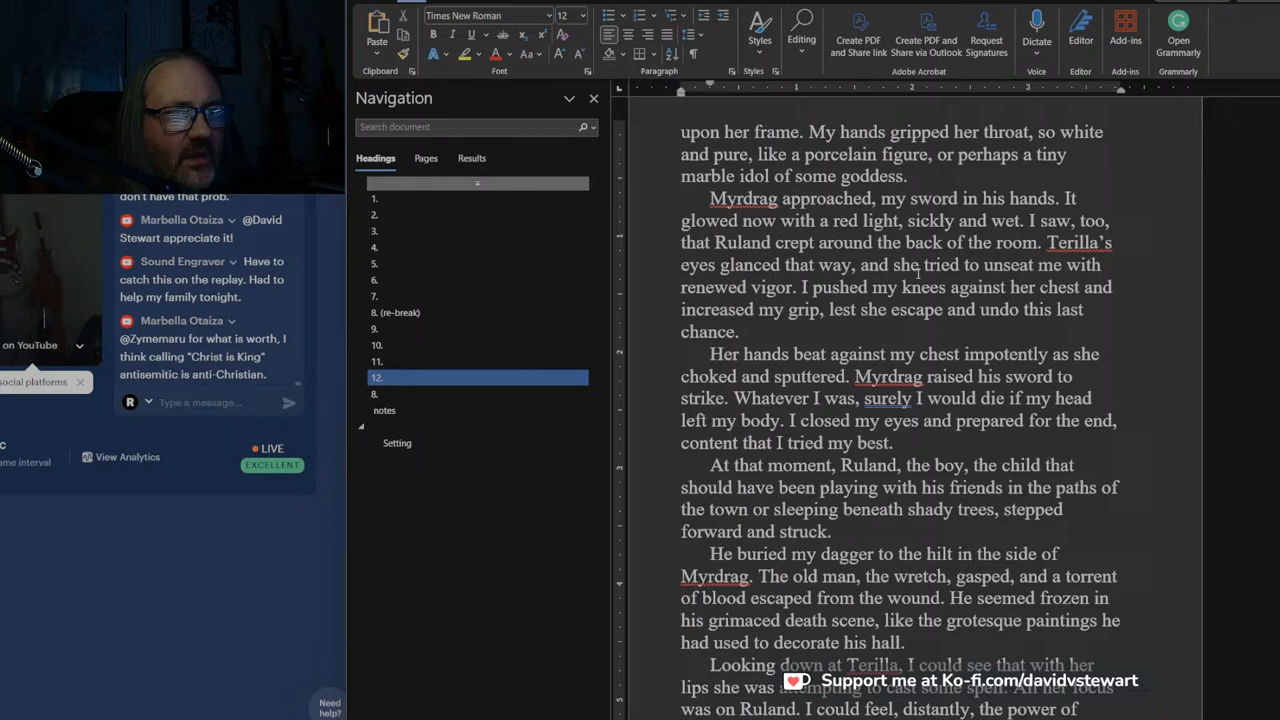 Times New Roman
12
Paste
Clipboard
Font
Paragraph
Styles
Styles
Editing
Create PDF
and Share link
Create PDF and
Share via Outlook
Request
Signatures
Adobe Acrobat
Dictate
Voice
Editor
Editor
Add-ins
Add-ins
Open
Grammarly
Grammarly
Navigation
Search document
Headings
Pages
Results
1.
2.
3.
4.
5.
6.
7.
8. (re-break)
9.
10.
11.
12.
8.
notes
Setting
don't have that prob.
Marbella Otaiza @David
Stewart appreciate it!
Sound Engraver Have to
catch this on the replay. Had to
help my family tonight.
Marbella Otaiza
@Zymemaru for what is worth, I
think calling "Christ is King"
antisemitic is anti-Christian.
R
Type a message...
on YouTube
social platforms
ame interval
View Analytics
LIVE
EXCELLENT
Need
help?
upon her frame. My hands gripped her throat, so white
and pure, like a porcelain figure, or perhaps a tiny
marble idol of some goddess.
Myrdrag approached, my sword in his hands. It
glowed now with a red light, sickly and wet. I saw, too,
that Ruland crept around the back of the room. Terilla's
eyes glanced that way, and she tried to unseat me with
renewed vigor. I pushed my knees against her chest and
increased my grip, lest she escape and undo this last
chance.
Her hands beat against my chest impotently as she
choked and sputtered. Myrdrag raised his sword to
strike. Whatever I was, surely I would die if my head
left my body. I closed my eyes and prepared for the end,
content that I tried my best.
At that moment, Ruland, the boy, the child that
should have been playing with his friends in the paths of
the town or sleeping beneath shady trees, stepped
forward and struck.
He buried my dagger to the hilt in the side of
Myrdrag. The old man, the wretch, gasped, and a torrent
of blood escaped from the wound. He seemed frozen in
his grimaced death scene, like the grotesque paintings he
had used to decorate his hall.
Looking down at Terilla, I could see that with her
lips she was attempting to cast some spell. All her focus
was on Ruland. I could feel, distantly, the power of
Support me at Ko-fi.com/davidvstewart